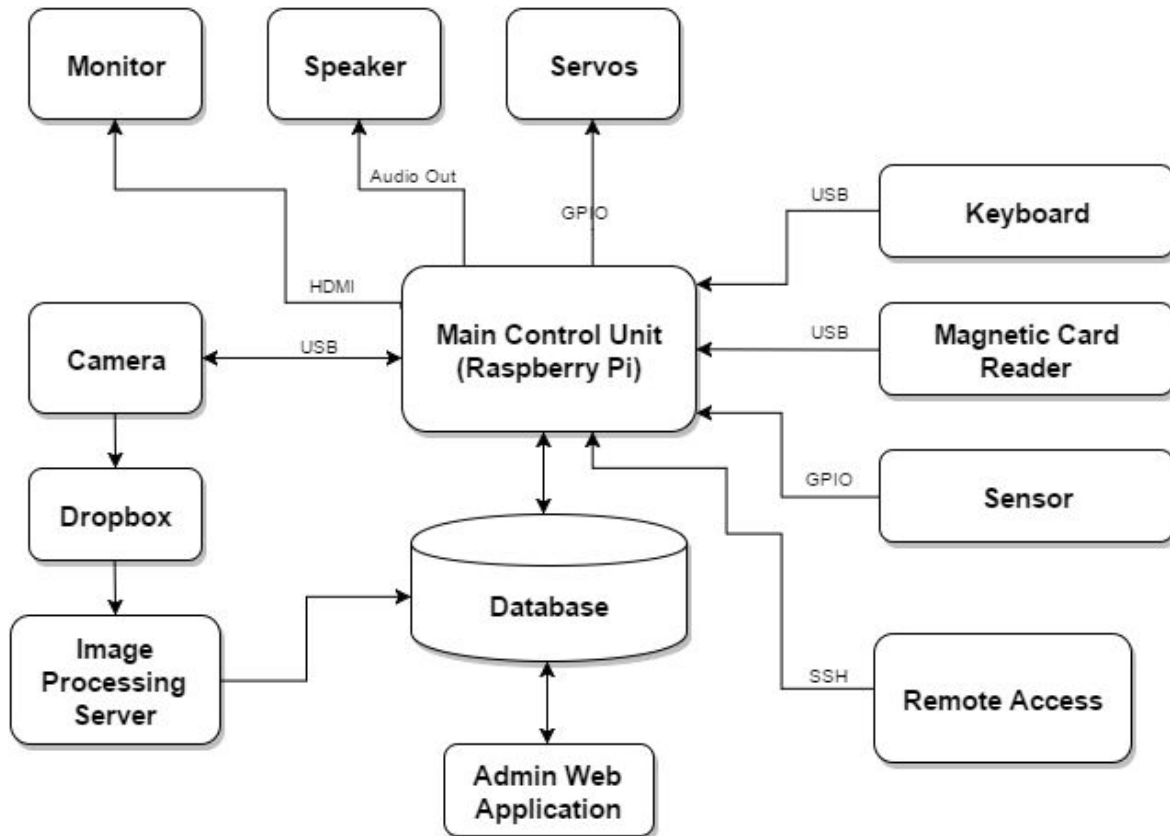 Monitor
Speaker
Servos
Audio Out
GPIO
USB
Keyboard
HDMI
Camera
USB
Main Control Unit
(Raspberry Pi)
USB
Magnetic Card
Reader
Dropbox
GPIO
Sensor
Database
Image
Processing
Server
SSH
Remote Access
Admin Web
Application